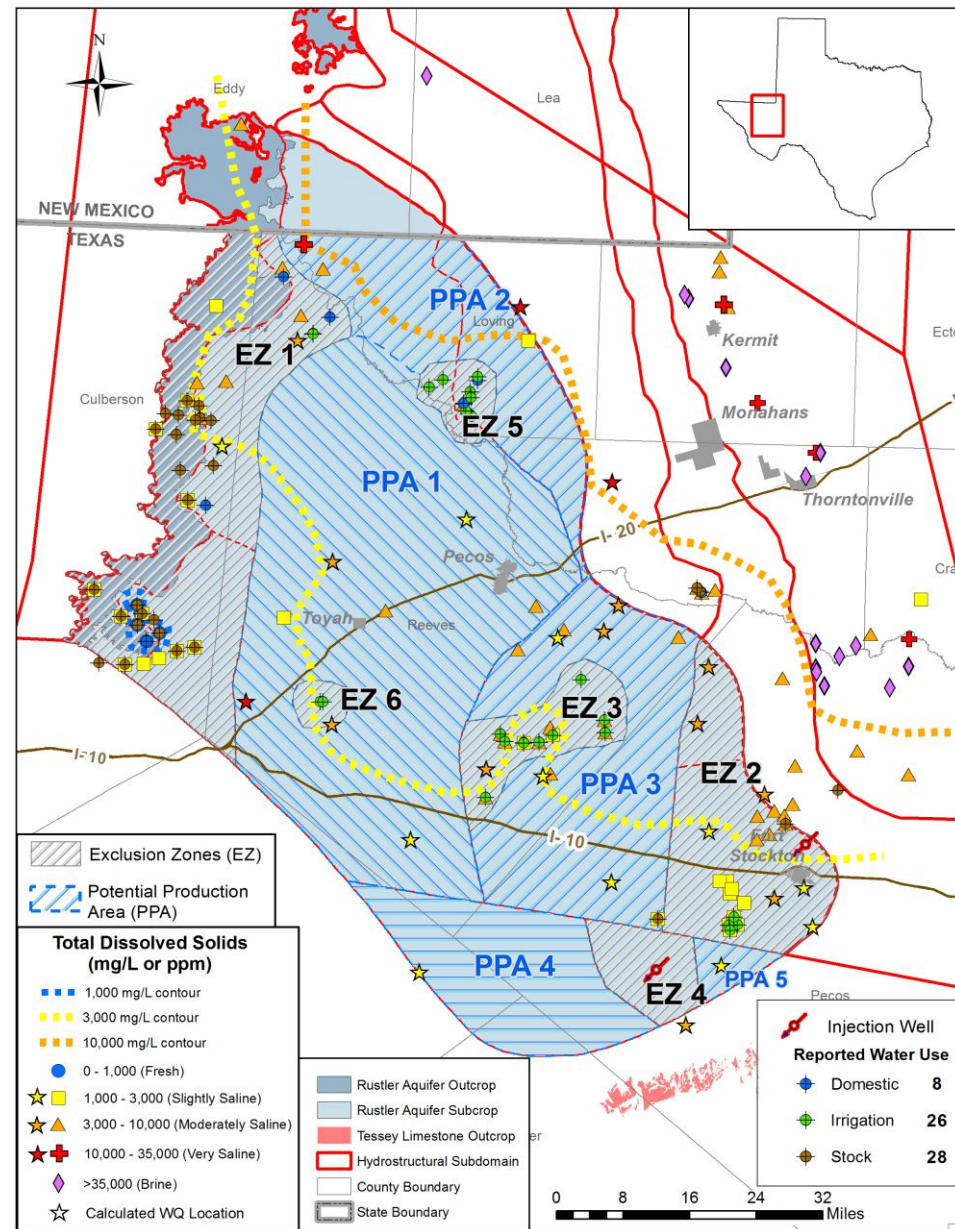 N
Eddy
Lea
NEW MEXICO
TEXAS
PPA 2
Loving
Kermit
EZ 1
Culberson
Monahans
EZ 5
PPA 1
Thorntonville
I-20
Pecos
Toyah
Reeves
EZ 6
EZ 3
I-10
PPA 3
EZ 2
I-10
Fort
Stockton
PPA 4
EZ 4
PPA 5
Pecos
Exclusion Zones (EZ)
Potential Production
Area (PPA)
Total Dissolved Solids
(mg/L or ppm)
1,000 mg/L contour
3,000 mg/L contour
10,000 mg/L contour
0 - 1,000 (Fresh)
1,000 - 3,000 (Slightly Saline)
3,000 - 10,000 (Moderately Saline)
10,000 - 35,000 (Very Saline)
>35,000 (Brine)
Calculated WQ Location
Rustler Aquifer Outcrop
Rustler Aquifer Subcrop
Tessey Limestone Outcrop
Hydrostructural Subdomain
County Boundary
State Boundary
Injection Well
Reported Water Use
Domestic 8
Irrigation 26
Stock 28
0 8 16 24 32
Miles